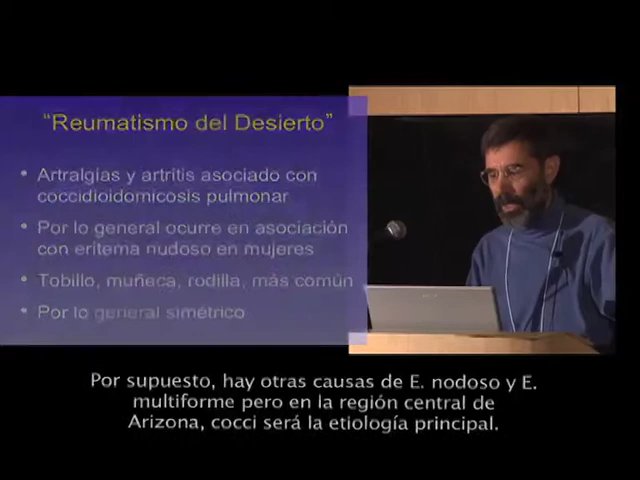 “Reumatismo del Desierto”
• Artralgias y artritis asociado con
coccidioidomicosis pulmonar
• Por lo general ocurre en asociación
con eritema nudoso en mujeres
• Tobillo, muñeca, rodilla, más común
• Por lo general simétrico
Por supuesto, hay otras causas de E. nodoso y E.
multiforme pero en la región central de
Arizona, cocci será la etiología principal.